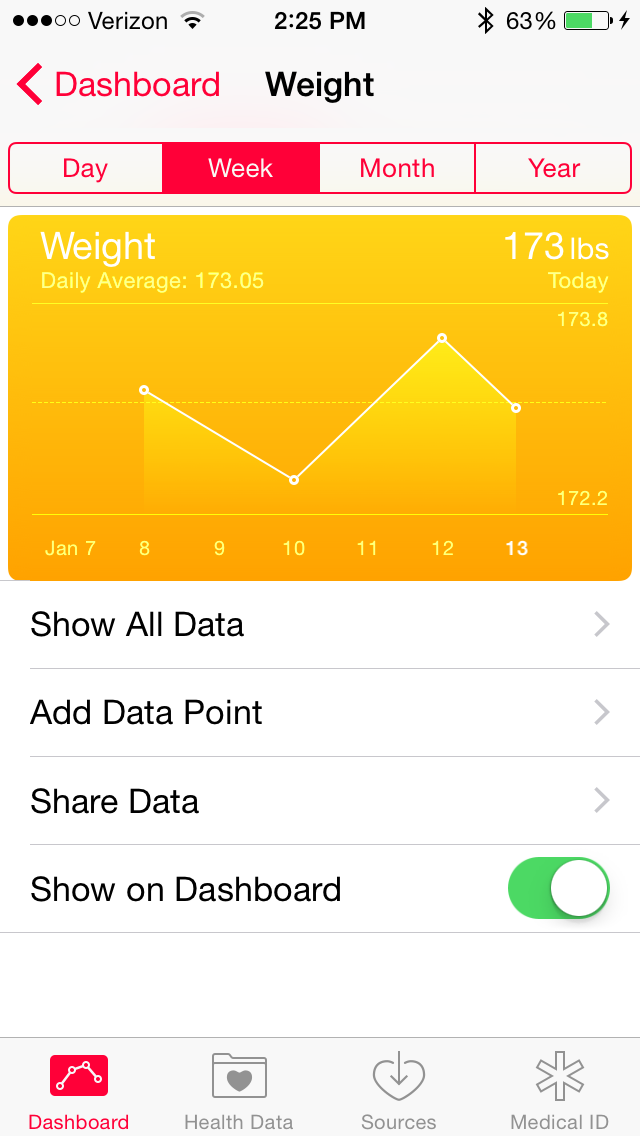 Verizon 2:25 PM 63%
Dashboard Weight
Day Week Month Year
Weight 173 lbs
Daily Average: 173.05 Today
173.8
172.2
Jan 7 8 9 10 11 12 13
Show All Data
Add Data Point
Share Data
Show on Dashboard
Dashboard Health Data Sources Medical ID